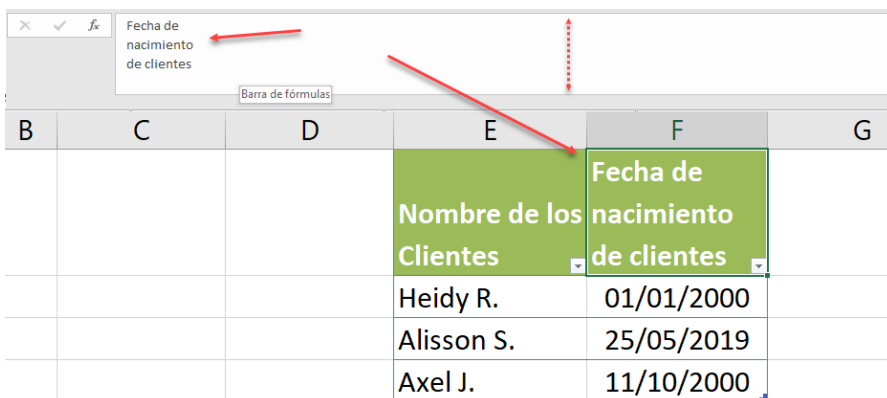 fx
Fecha de
nacimiento
de clientes
Barra de fórmulas
B C D E F G
Nombre de los
Clientes
Fecha de
nacimiento
de clientes
Heidy R. 01/01/2000
Alisson S. 25/05/2019
Axel J. 11/10/2000